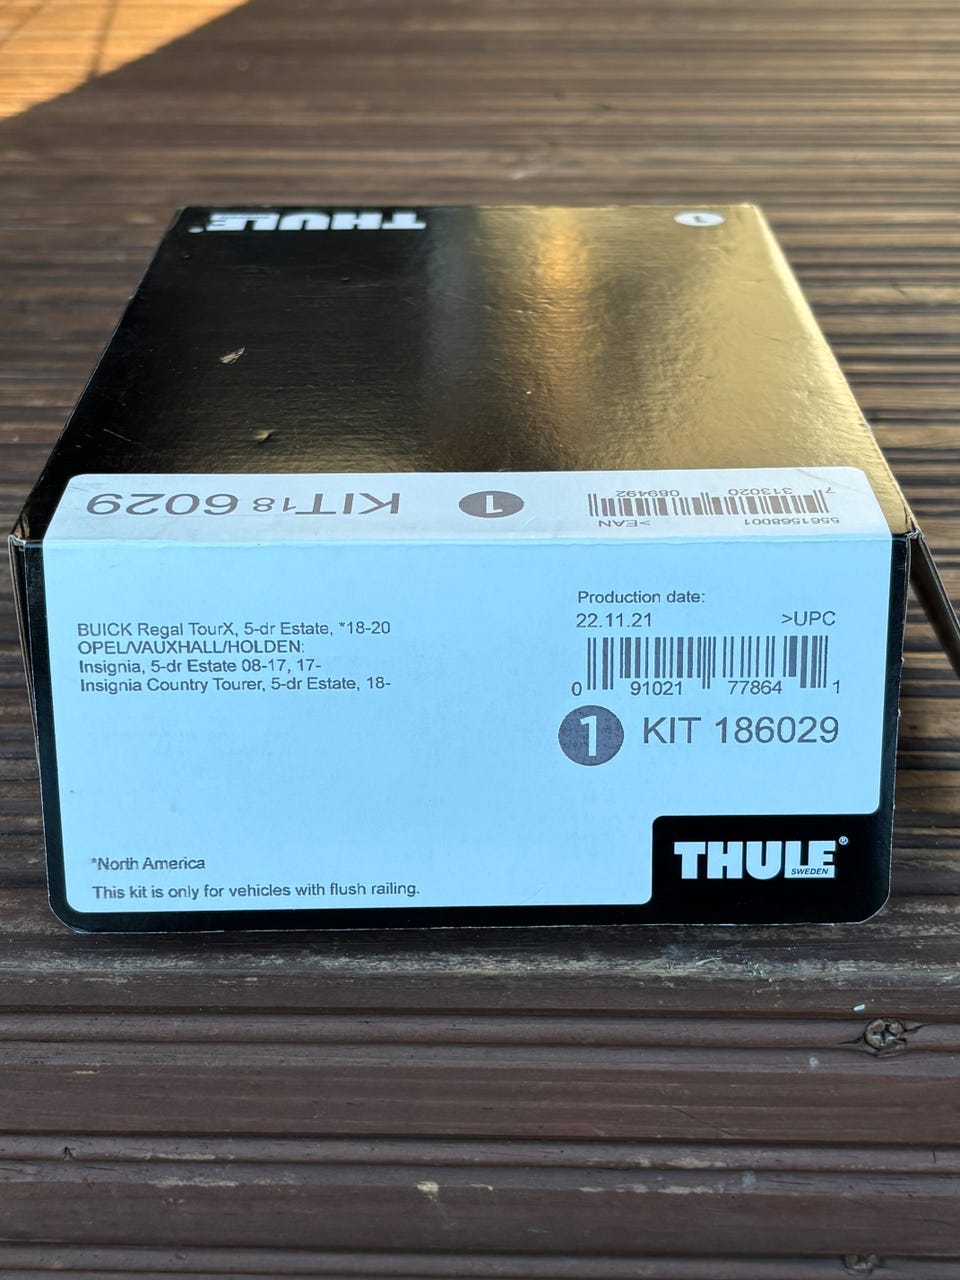 THULE®
1
KIT18 6029
1
5561568001
>EAN
7 313020 089492
BUICK Regal TourX, 5-dr Estate, *18-20
OPEL/VAUXHALL/HOLDEN:
Insignia, 5-dr Estate 08-17, 17-
Insignia Country Tourer, 5-dr Estate, 18-
Production date:
22.11.21 >UPC
0 91021 77864 1
1 KIT 186029
*North America
This kit is only for vehicles with flush railing.
THULE®
SWEDEN